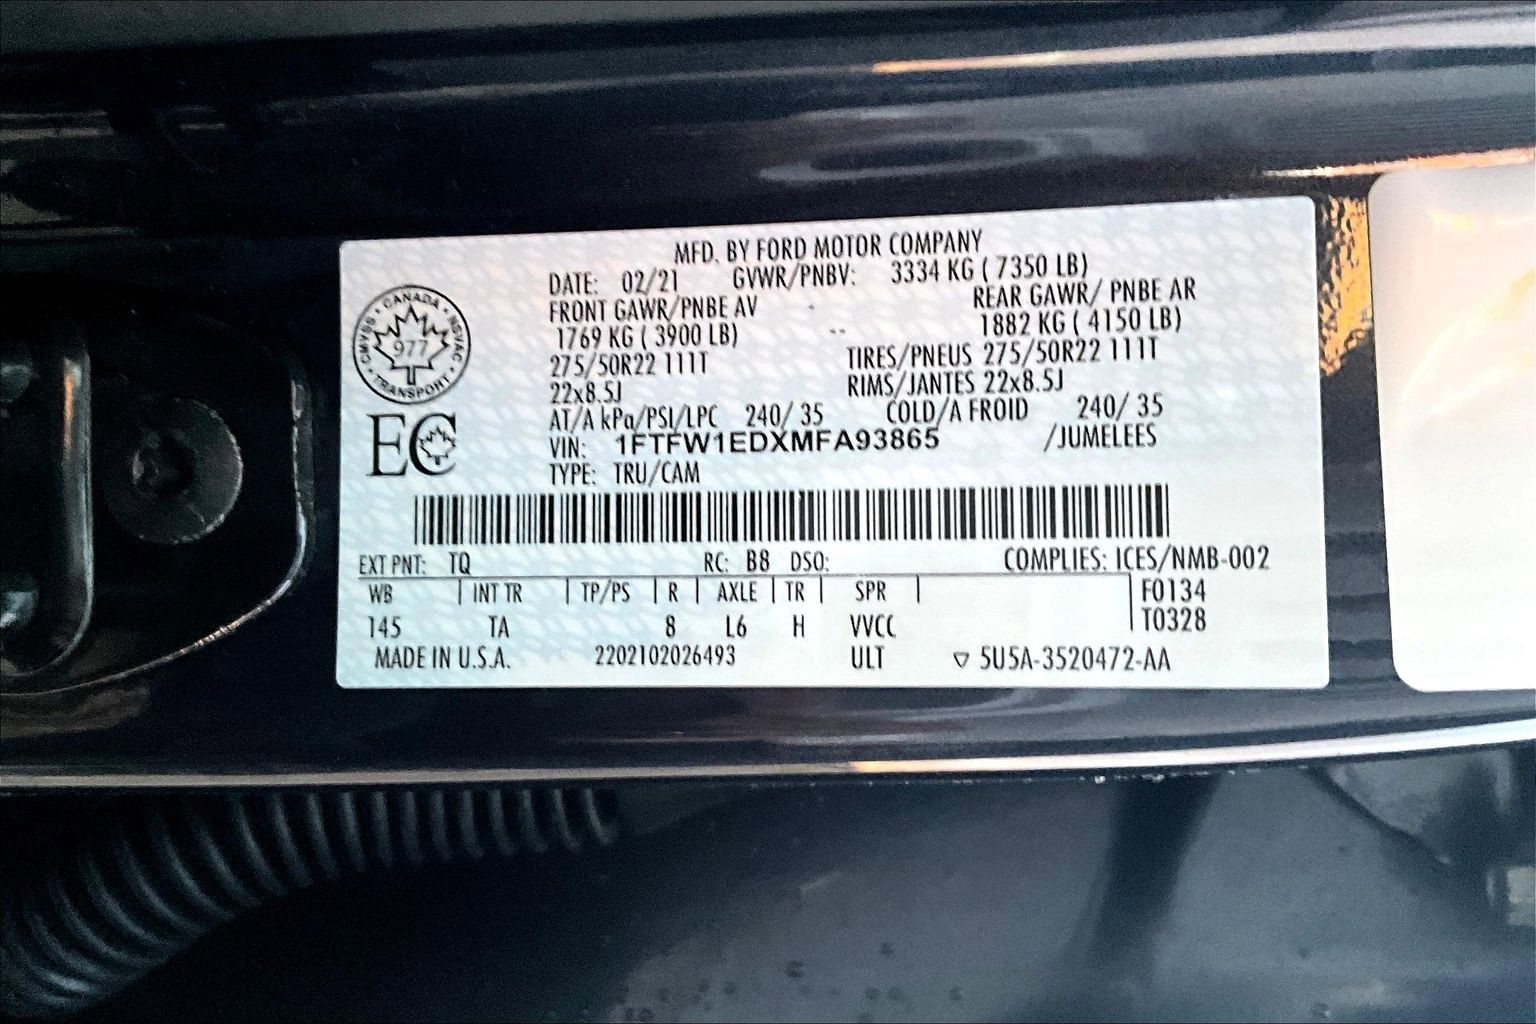 MFD. BY FORD MOTOR COMPANY
DATE: 02/21 GVWR/PNBV: 3334 KG ( 7350 LB)
FRONT GAWR/PNBE AV REAR GAWR/ PNBE AR
1769 KG ( 3900 LB) -- 1882 KG ( 4150 LB)
275/50R22 111T TIRES/PNEUS 275/50R22 111T
22x8.5J RIMS/JANTES 22x8.5J
AT/A kPa/PSI/LPC 240/ 35 COLD/A FROID 240/ 35
VIN: 1FTFW1EDXMFA93865 /JUMELEES
TYPE: TRU/CAM
CANADA · NSVAC · TRANSPORT · CMVSS ·
977
EC
EXT PNT: TQ RC: B8 DSO: COMPLIES: ICES/NMB-002
WB | INT TR | TP/PS | R | AXLE | TR | SPR | F0134
145 TA 8 L6 H VVCC T0328
MADE IN U.S.A. 2202102026493 ULT ▽ 5U5A-3520472-AA